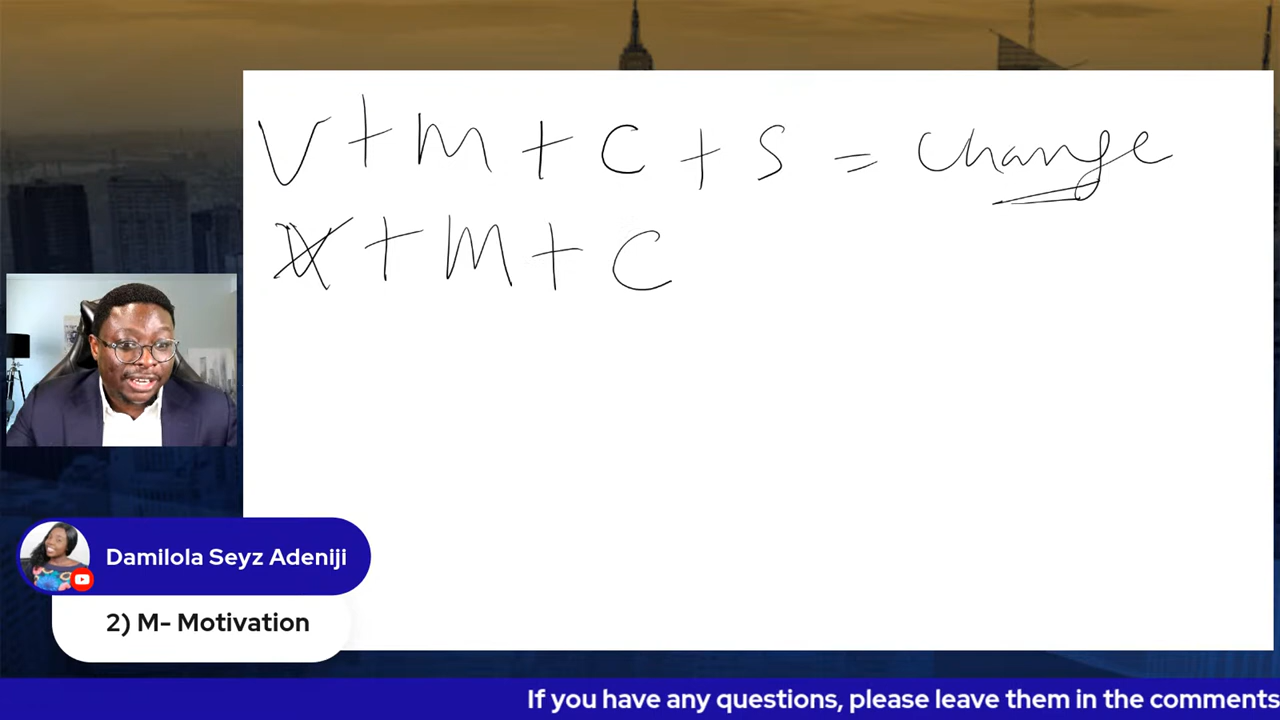 V + M + C + S = Change
V + M + C
Damilola Seyz Adeniji
2) M- Motivation
If you have any questions, please leave them in the comments